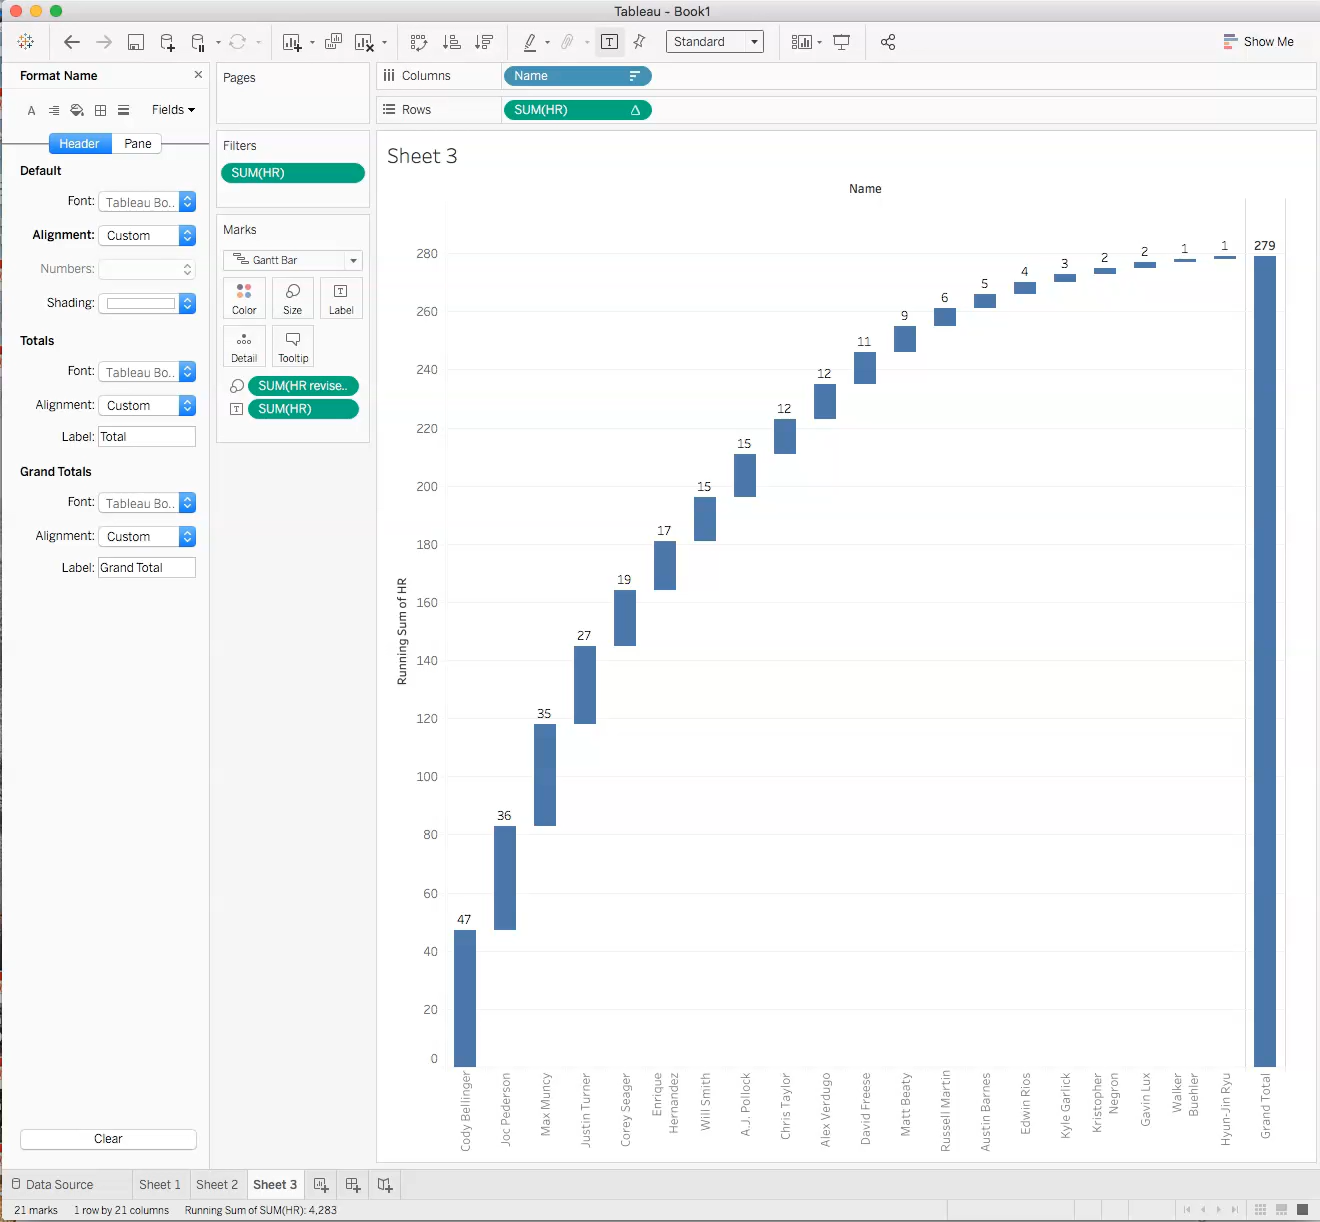 Tableau - Book1
Standard
Show Me
Format Name
Fields
Header
Pane
Default
Font: Tableau Bo..
Alignment: Custom
Numbers:
Shading:
Totals
Font: Tableau Bo..
Alignment: Custom
Label: Total
Grand Totals
Font: Tableau Bo..
Alignment: Custom
Label: Grand Total
Clear
Pages
Filters
SUM(HR)
Marks
Gantt Bar
Color
Size
Label
Detail
Tooltip
SUM(HR revise..
SUM(HR)
Columns
Name
Rows
SUM(HR)
Sheet 3
Name
Running Sum of HR
280
260
240
220
200
180
160
140
120
100
80
60
40
20
0
47
36
35
27
19
17
15
15
12
12
11
9
6
5
4
3
2
2
1
1
279
Cody Bellinger
Joc Pederson
Max Muncy
Justin Turner
Corey Seager
Enrique
Hernandez
Will Smith
A.J. Pollock
Chris Taylor
Alex Verdugo
David Freese
Matt Beaty
Russell Martin
Austin Barnes
Edwin Rios
Kyle Garlick
Kristopher
Negron
Gavin Lux
Walker
Buehler
Hyun-Jin Ryu
Grand Total
Data Source
Sheet 1
Sheet 2
Sheet 3
21 marks
1 row by 21 columns
Running Sum of SUM(HR): 4,283